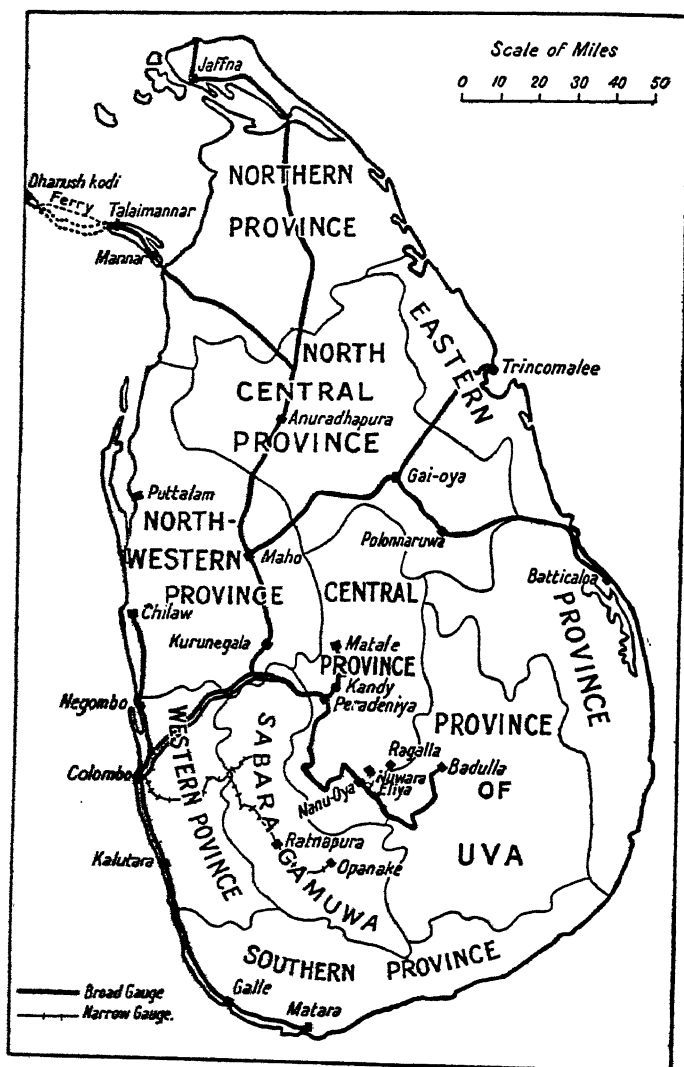 Scale of Miles
0 10 20 30 40 50
Jaffna
NORTHERN
PROVINCE
Dhanush kodi
Ferry
Talaimannar
Mannar
EASTERN
NORTH
CENTRAL
PROVINCE
Trincomalee
Anuradhapura
Gai-oya
Puttalam
NORTH-
WESTERN
PROVINCE
Maho
Polonnaruwa
Batticaloa
PROVINCE
CENTRAL
PROVINCE
Chilaw
Kurunegala
Matale
Kandy
Peradeniya
Negombo
WESTERN POVINCE
SABARA
GAMUWA
PROVINCE
OF
UVA
Ragalla
Badulla
Nuwara
Eliya
Nanu-Oya
Colombo
Ratnapura
Opanake
Kalutara
SOUTHERN PROVINCE
Galle
Matara
Broad Gauge
Narrow Gauge.